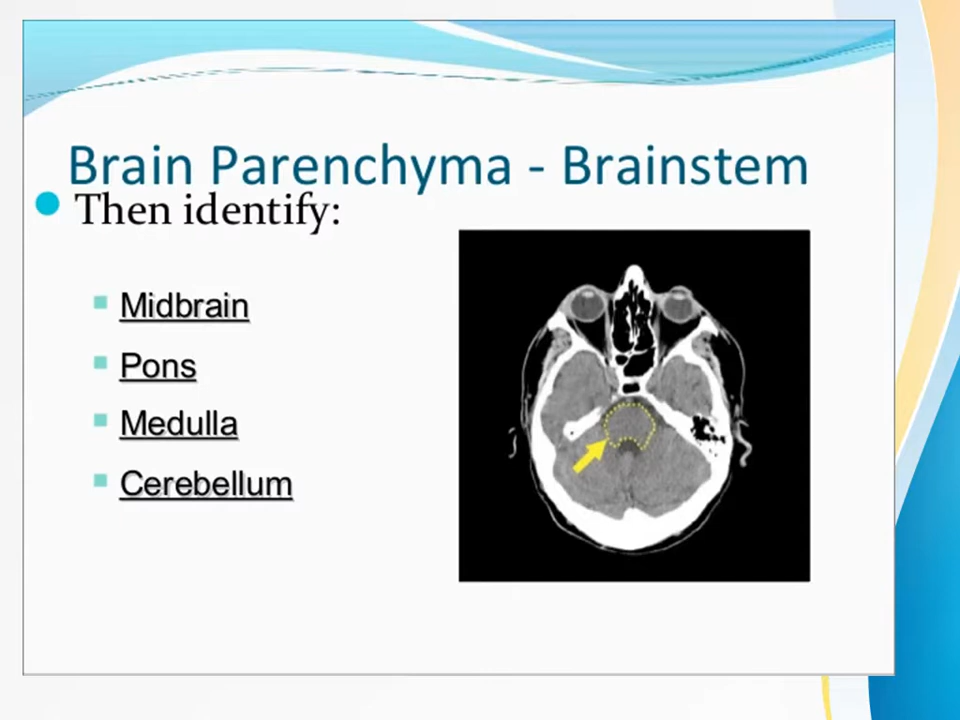 Brain Parenchyma - Brainstem
Then identify:
Midbrain
Pons
Medulla
Cerebellum